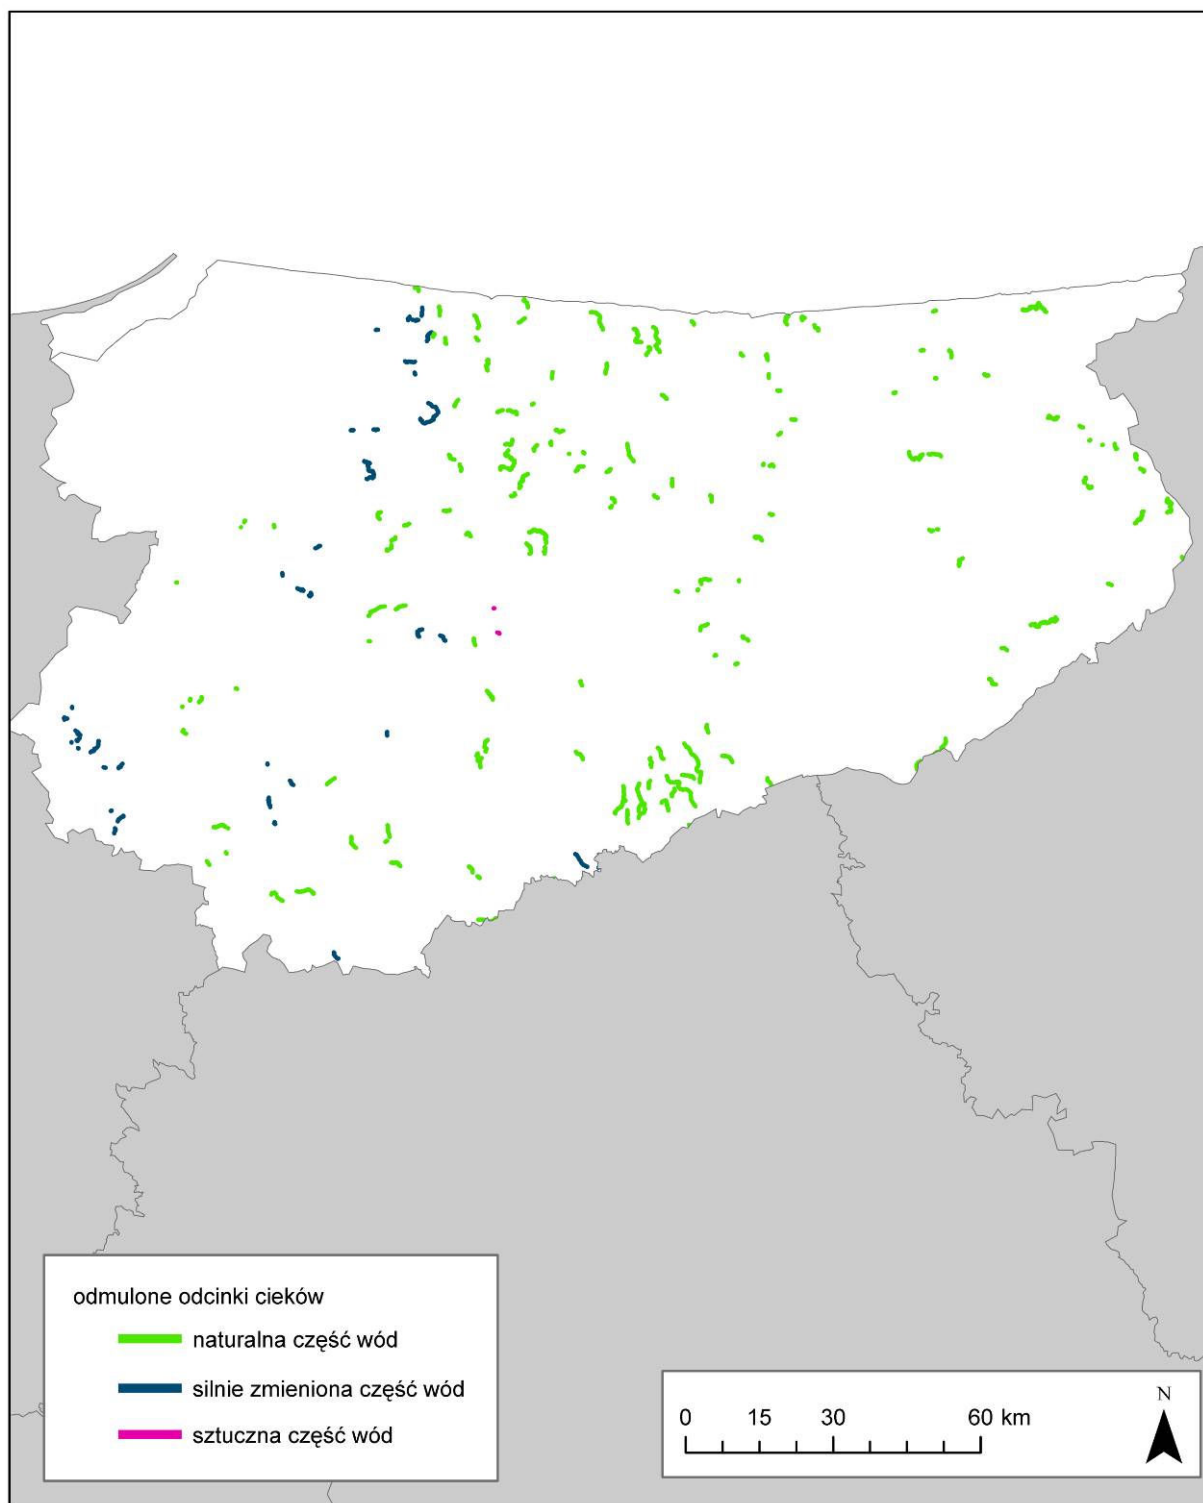 odmulone odcinki cieków
naturalna część wód
silnie zmieniona część wód
sztuczna część wód
0 15 30 60 km
N